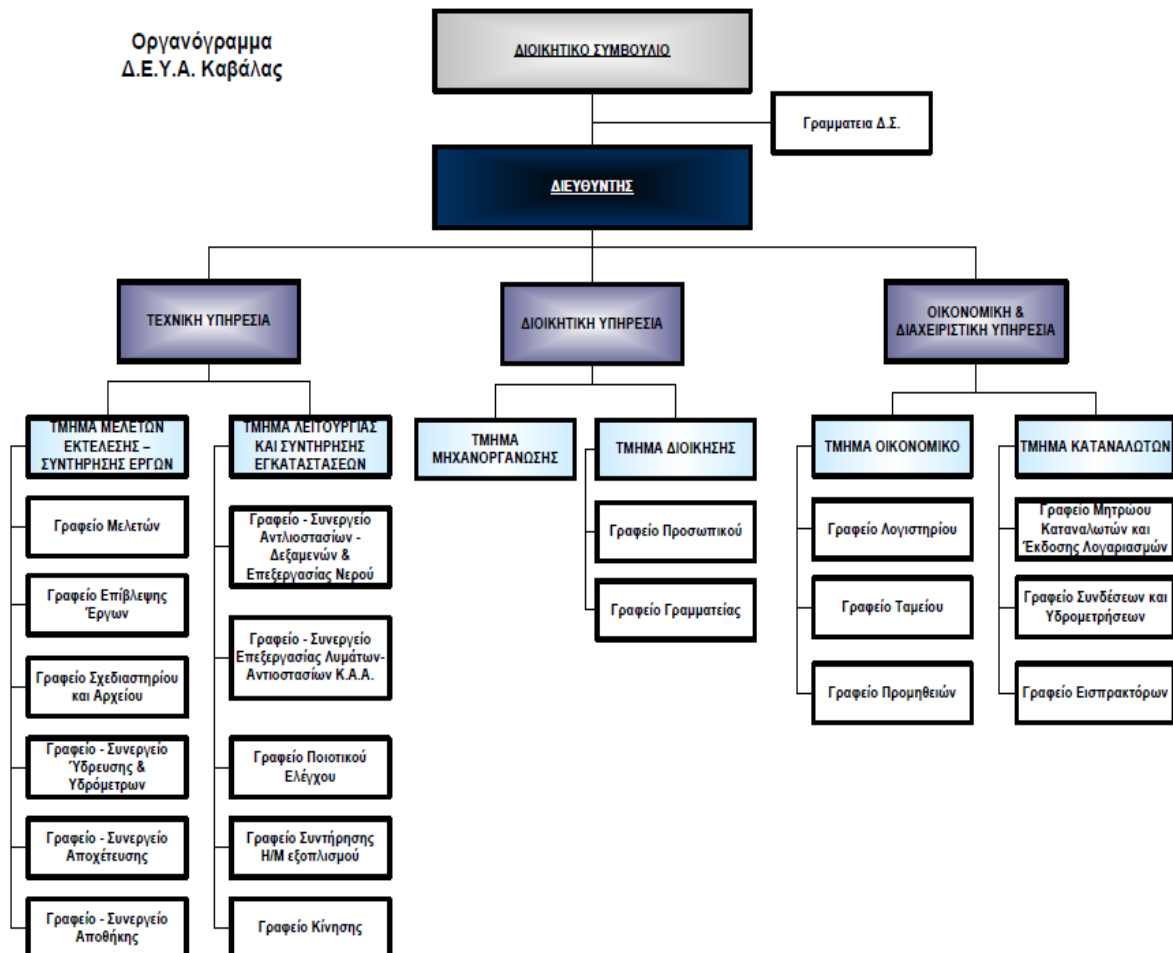 Οργανόγραμμα
Δ.Ε.Υ.Α. Καβάλας
ΔΙΟΙΚΗΤΙΚΟ ΣΥΜΒΟΥΛΙΟ
Γραμματεια Δ.Σ.
ΔΙΕΥΘΥΝΤΗΣ
ΤΕΧΝΙΚΗ ΥΠΗΡΕΣΙΑ
ΔΙΟΙΚΗΤΙΚΗ ΥΠΗΡΕΣΙΑ
ΟΙΚΟΝΟΜΙΚΗ &
ΔΙΑΧΕΙΡΙΣΤΙΚΗ ΥΠΗΡΕΣΙΑ
ΤΜΗΜΑ ΜΕΛΕΤΩΝ
ΕΚΤΕΛΕΣΗΣ –
ΣΥΝΤΗΡΗΣΗΣ ΕΡΓΩΝ
Γραφείο Μελετών
Γραφείο Επίβλεψης
Έργων
Γραφείο Σχεδιαστηρίου
και Αρχείου
Γραφείο - Συνεργείο
Ύδρευσης &
Υδρόμετρων
Γραφείο - Συνεργείο
Αποχέτευσης
Γραφείο - Συνεργείο
Αποθήκης
ΤΜΗΜΑ ΛΕΙΤΟΥΡΓΙΑΣ
ΚΑΙ ΣΥΝΤΗΡΗΣΗΣ
ΕΓΚΑΤΑΣΤΑΣΕΩΝ
Γραφείο - Συνεργείο
Αντλιοστασίων -
Δεξαμενών &
Επεξεργασίας Νερού
Γραφείο - Συνεργείο
Επεξεργασίας Λυμάτων-
Αντιοστασίων Κ.Α.Α.
Γραφείο Ποιοτικού
Ελέγχου
Γραφείο Συντήρησης
Η/Μ εξοπλισμού
Γραφείο Κίνησης
ΤΜΗΜΑ
ΜΗΧΑΝΟΡΓΑΝΩΣΗΣ
ΤΜΗΜΑ ΔΙΟΙΚΗΣΗΣ
Γραφείο Προσωπικού
Γραφείο Γραμματείας
ΤΜΗΜΑ ΟΙΚΟΝΟΜΙΚΟ
Γραφείο Λογιστηρίου
Γραφείο Ταμείου
Γραφείο Προμηθειών
ΤΜΗΜΑ ΚΑΤΑΝΑΛΩΤΩΝ
Γραφείο Μητρώου
Καταναλωτών και
Έκδοσης Λογαριασμών
Γραφείο Συνδέσεων και
Υδρομετρήσεων
Γραφείο Εισπρακτόρων